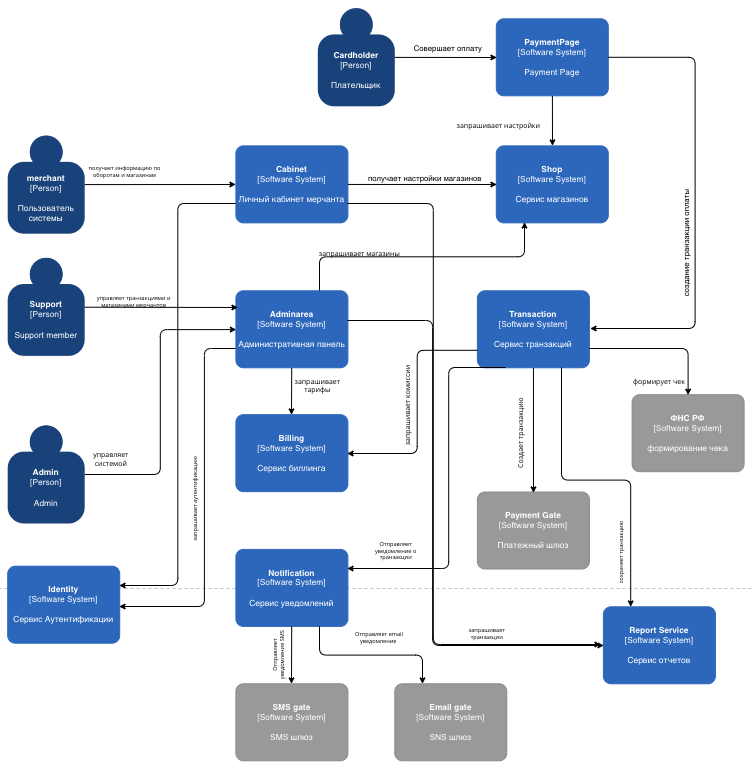 Cardholder
[Person]
Плательщик
Совершает оплату
PaymentPage
[Software System]
Payment Page
запрашивает настройки
merchant
[Person]
Пользователь
системы
получает информацию по
оборотам и магазинам
Cabinet
[Software System]
Личный кабинет мерчанта
получает настройки магазинов
Shop
[Software System]
Сервис магазинов
создание транзакции оплаты
запрашивает магазины
Support
[Person]
Support member
управляет транзакциями и
магазинами мерчантов
Adminarea
[Software System]
Административная панель
Transaction
[Software System]
Сервис транзакций
запрашивает
тарифы
запрашивает комиссии
Создает транзакцию
формирует чек
ФНС РФ
[Software System]
формирование чека
Admin
[Person]
Admin
управляет
системой
запрашивает аутентификацию
Billing
[Software System]
Сервис биллинга
Payment Gate
[Software System]
Платежный шлюз
сохраняет транзакцию
Отправляет
уведомление о
транзакции
Identity
[Software System]
Сервис Аутентификации
Notification
[Software System]
Сервис уведомлений
Отправляет
уведомление SMS
Отправляет email
уведомление
запрашивает
транзакции
Report Service
[Software System]
Сервис отчетов
SMS gate
[Software System]
SMS шлюз
Email gate
[Software System]
SNS шлюз